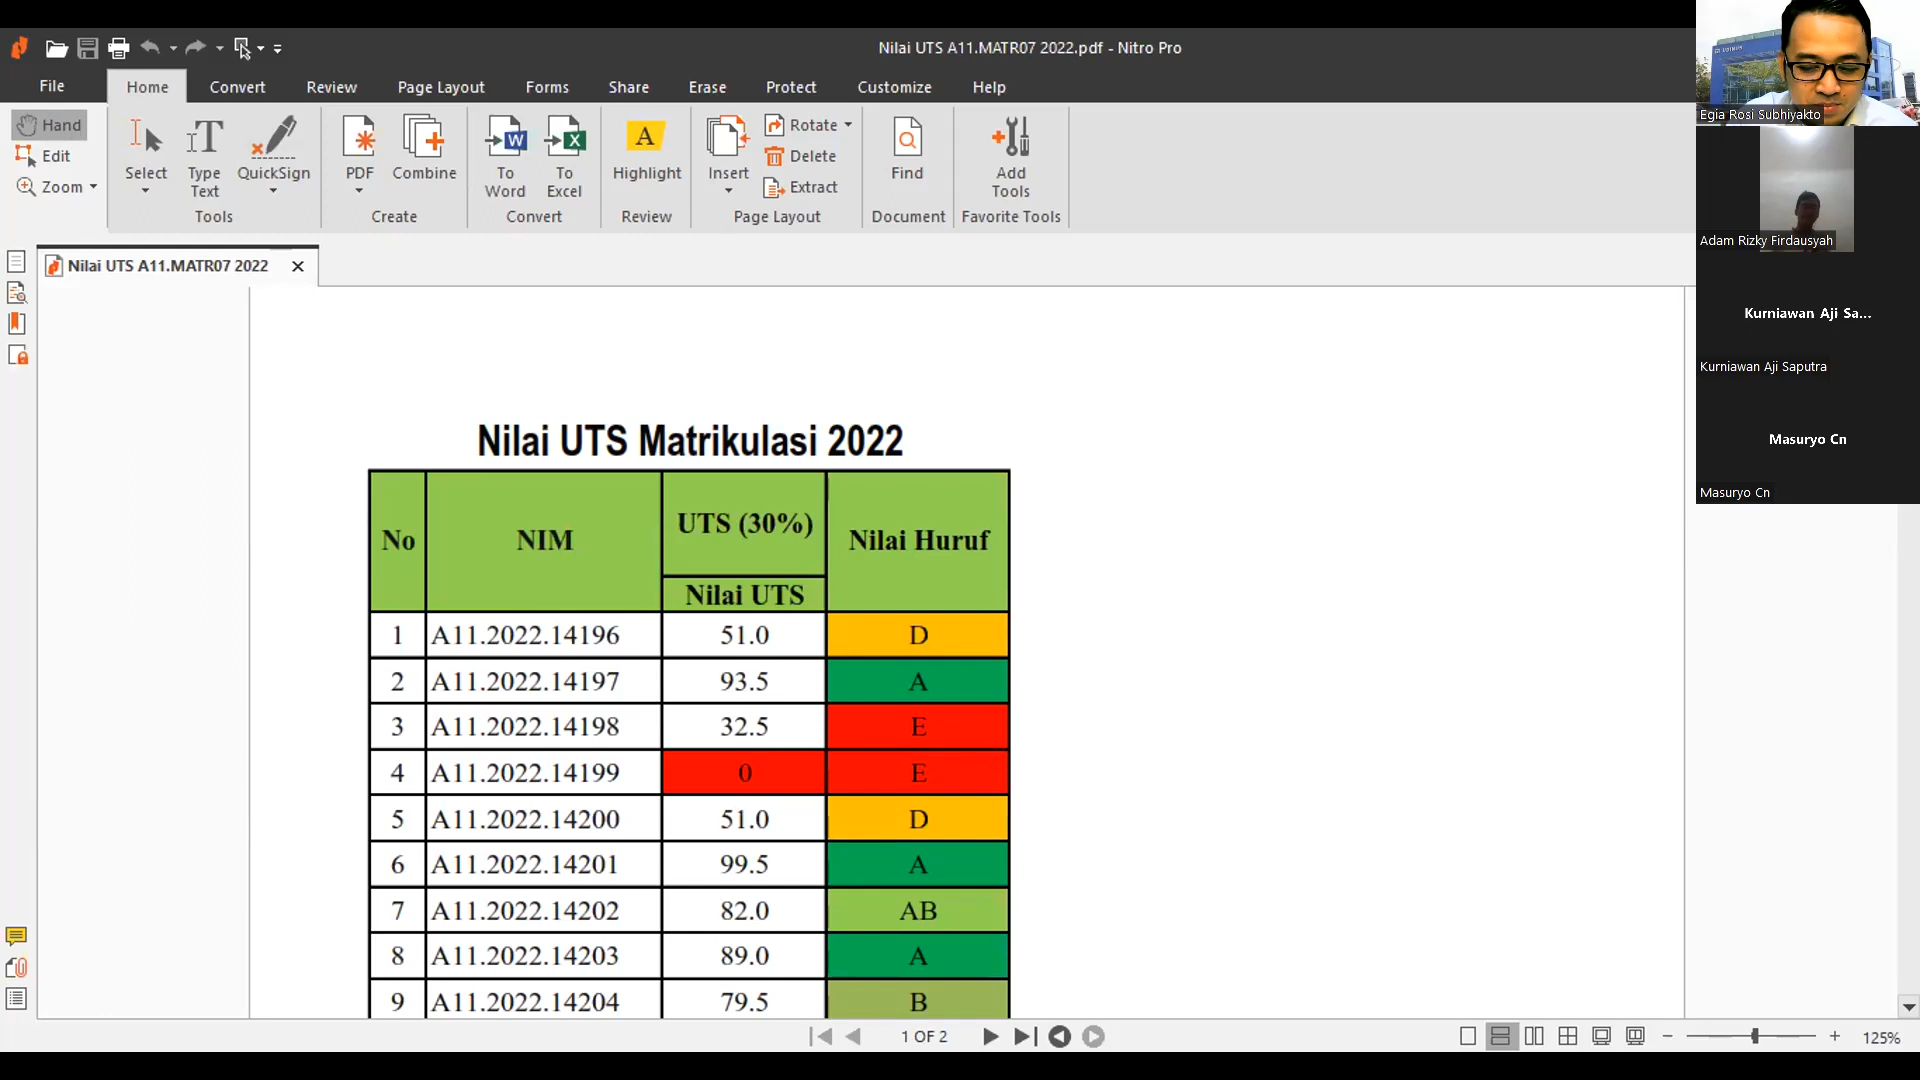 Nilai UTS A11.MATR07 2022.pdf - Nitro Pro
File Home Convert Review Page Layout Forms Share Erase Protect Customize Help
Hand
Edit
Zoom
Select
Type Text
QuickSign
Tools
PDF
Combine
Create
To Word
To Excel
Convert
Highlight
Review
Insert
Rotate
Delete
Extract
Page Layout
Find
Document
Add Tools
Favorite Tools
Nilai UTS A11.MATR07 2022
Nilai UTS Matrikulasi 2022
No NIM UTS (30%) Nilai Huruf
Nilai UTS
1 A11.2022.14196 51.0 D
2 A11.2022.14197 93.5 A
3 A11.2022.14198 32.5 E
4 A11.2022.14199 0 E
5 A11.2022.14200 51.0 D
6 A11.2022.14201 99.5 A
7 A11.2022.14202 82.0 AB
8 A11.2022.14203 89.0 A
9 A11.2022.14204 79.5 B
1 OF 2
125%
Egia Rosi Subhiyakto
Adam Rizky Firdausyah
Kurniawan Aji Sa...
Kurniawan Aji Saputra
Masuryo Cn
Masuryo Cn